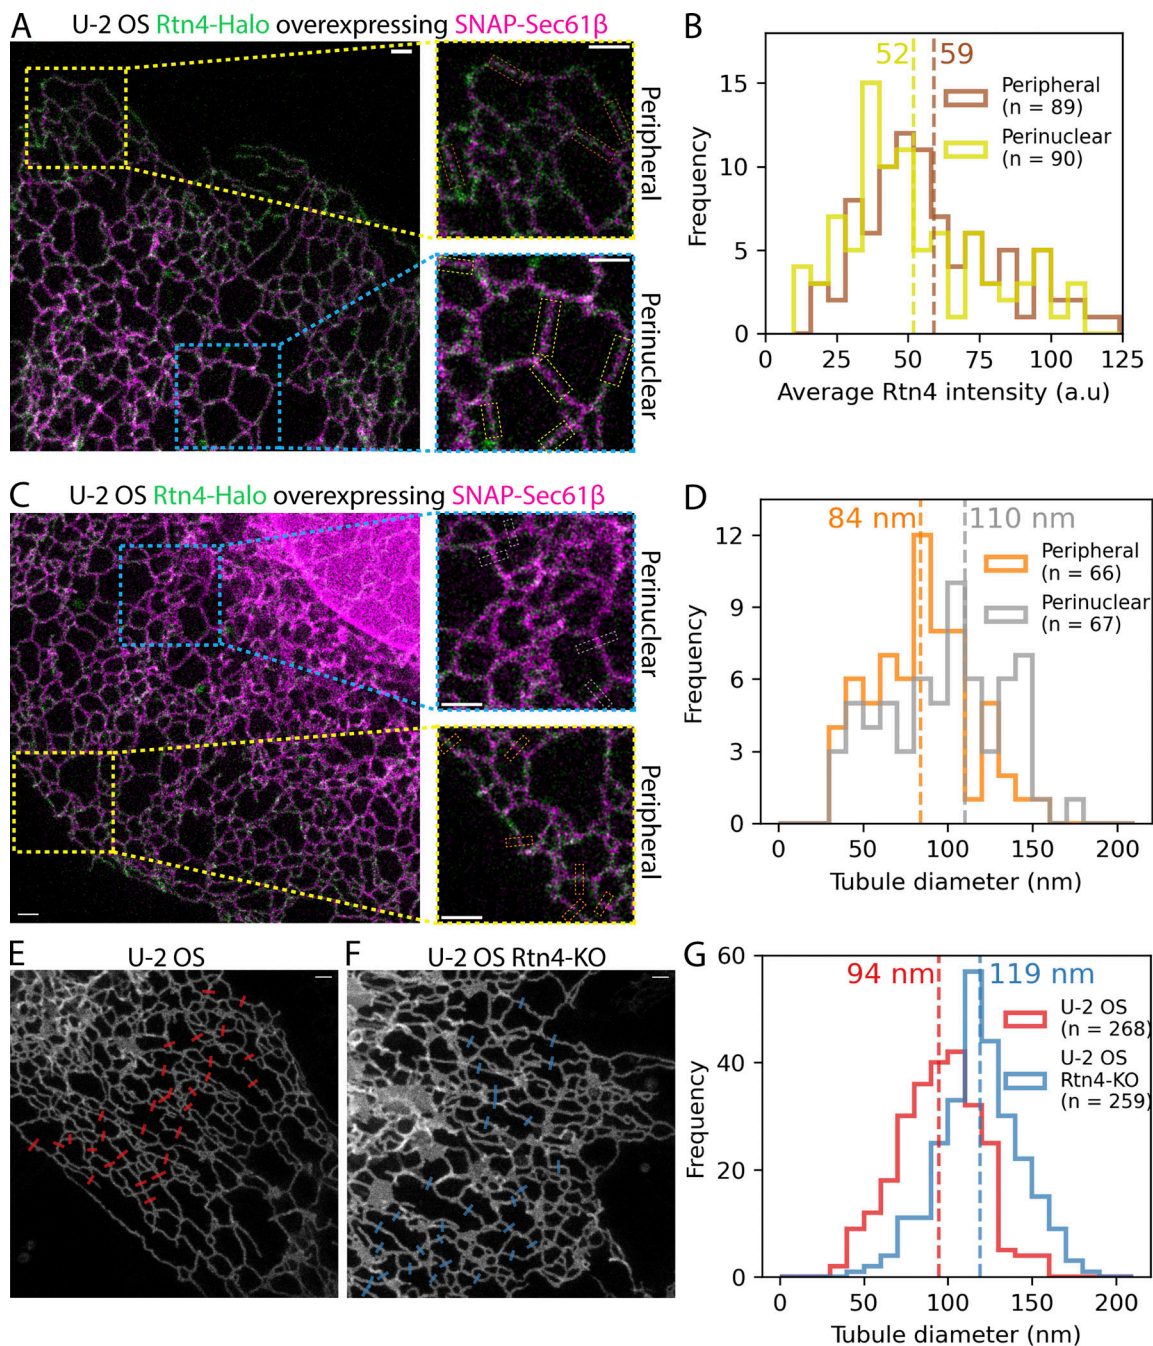 A
U-2 OS Rtn4-Halo overexpressing SNAP-Sec61β
Peripheral
Perinuclear
B
52
59
Peripheral
(n = 89)
Perinuclear
(n = 90)
Frequency
15
10
5
0
0 25 50 75 100 125
Average Rtn4 intensity (a.u)
C
U-2 OS Rtn4-Halo overexpressing SNAP-Sec61β
Perinuclear
Peripheral
D
84 nm
110 nm
Peripheral
(n = 66)
Perinuclear
(n = 67)
Frequency
12
9
6
3
0
0 50 100 150 200
Tubule diameter (nm)
E
U-2 OS
F
U-2 OS Rtn4-KO
G
94 nm
119 nm
U-2 OS
(n = 268)
U-2 OS
Rtn4-KO
(n = 259)
Frequency
60
40
20
0
0 50 100 150 200
Tubule diameter (nm)